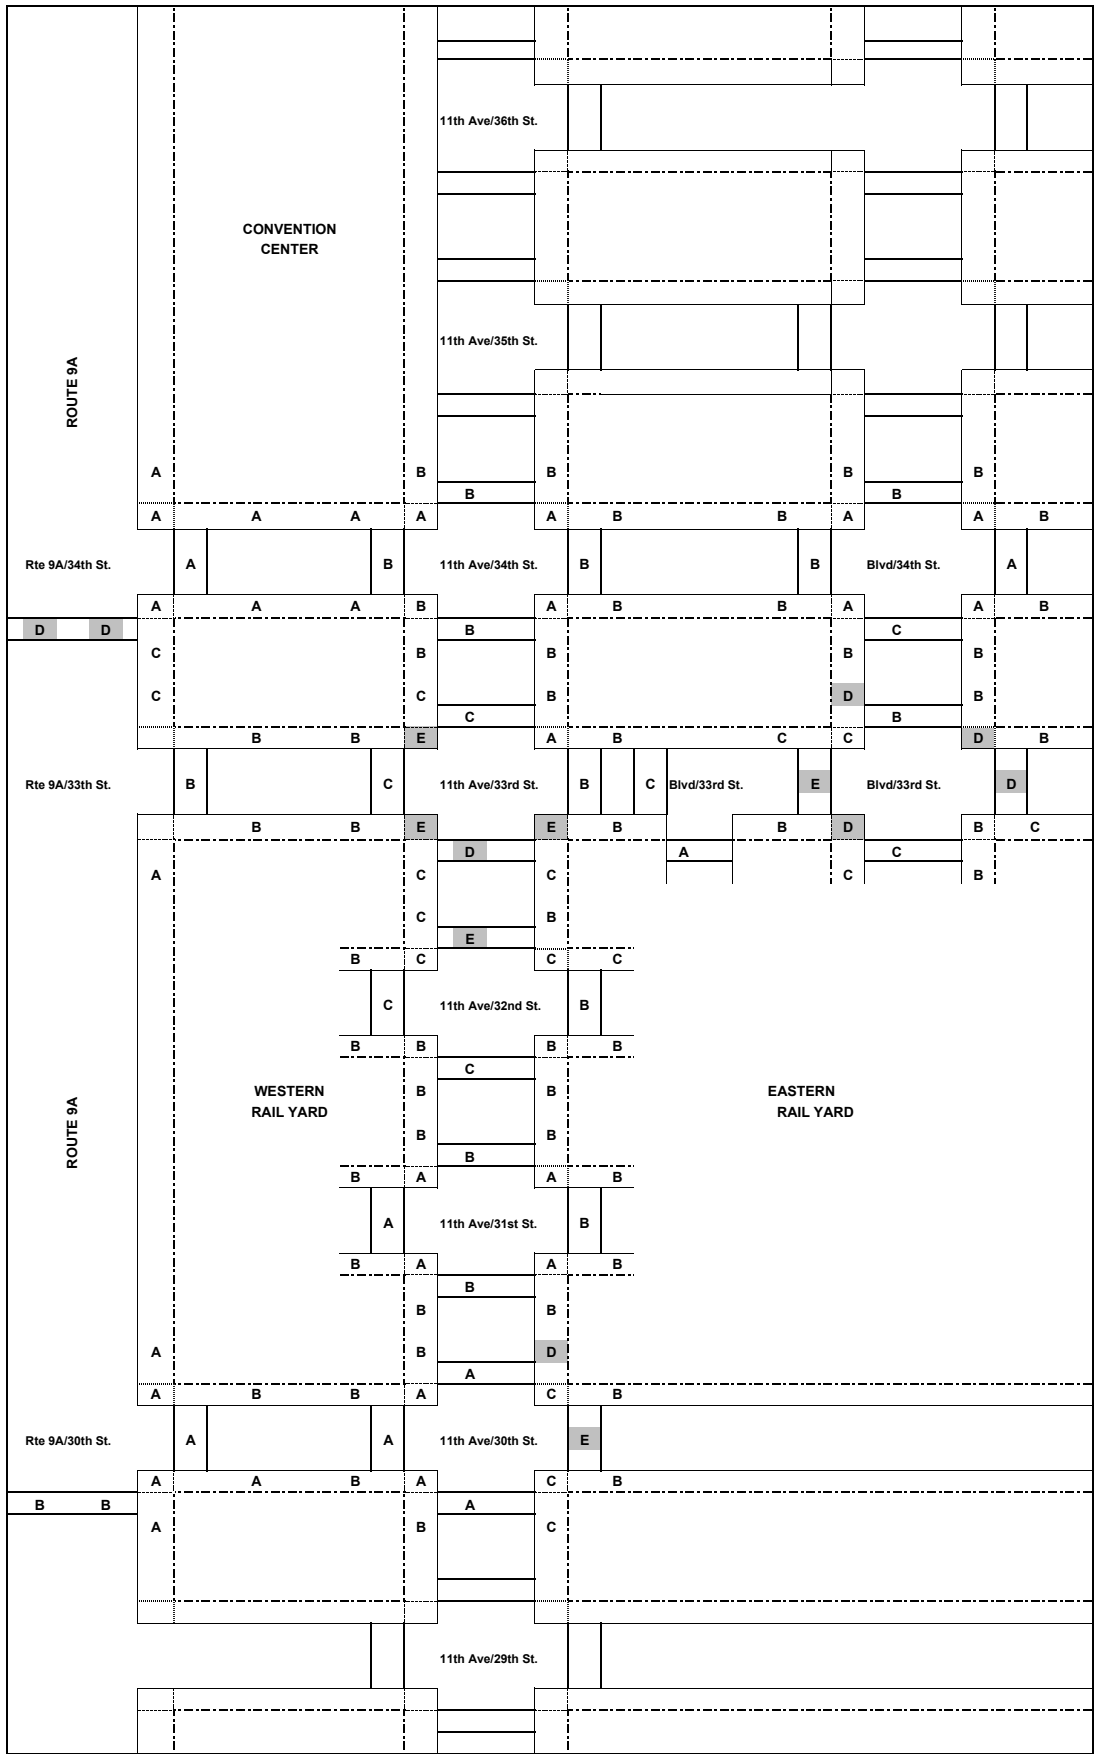 11th Ave/36th St.
CONVENTION
CENTER
11th Ave/35th St.
ROUTE 9A
A B B B B
B B
A A A A A B B A A B
Rte 9A/34th St. A B 11th Ave/34th St. B B Blvd/34th St. A
A A A B A B B A A B
D D B C
C B B B B
C C B D B
C B
B B E A B C C D B
Rte 9A/33rd St. B C 11th Ave/33rd St. B C Blvd/33rd St. E Blvd/33rd St. D
B B E E B B D B C
D A C
A C C C B
C B
E
B C C C
C 11th Ave/32nd St. B
B B B B
C
WESTERN B B EASTERN
RAIL YARD RAIL YARD
ROUTE 9A
B B
B
B A A B
A 11th Ave/31st St. B
B A A B
B
B B
A B D
A
A B B A C B
Rte 9A/30th St. A A 11th Ave/30th St. E
A A B A C B
B B A
A B C
11th Ave/29th St.